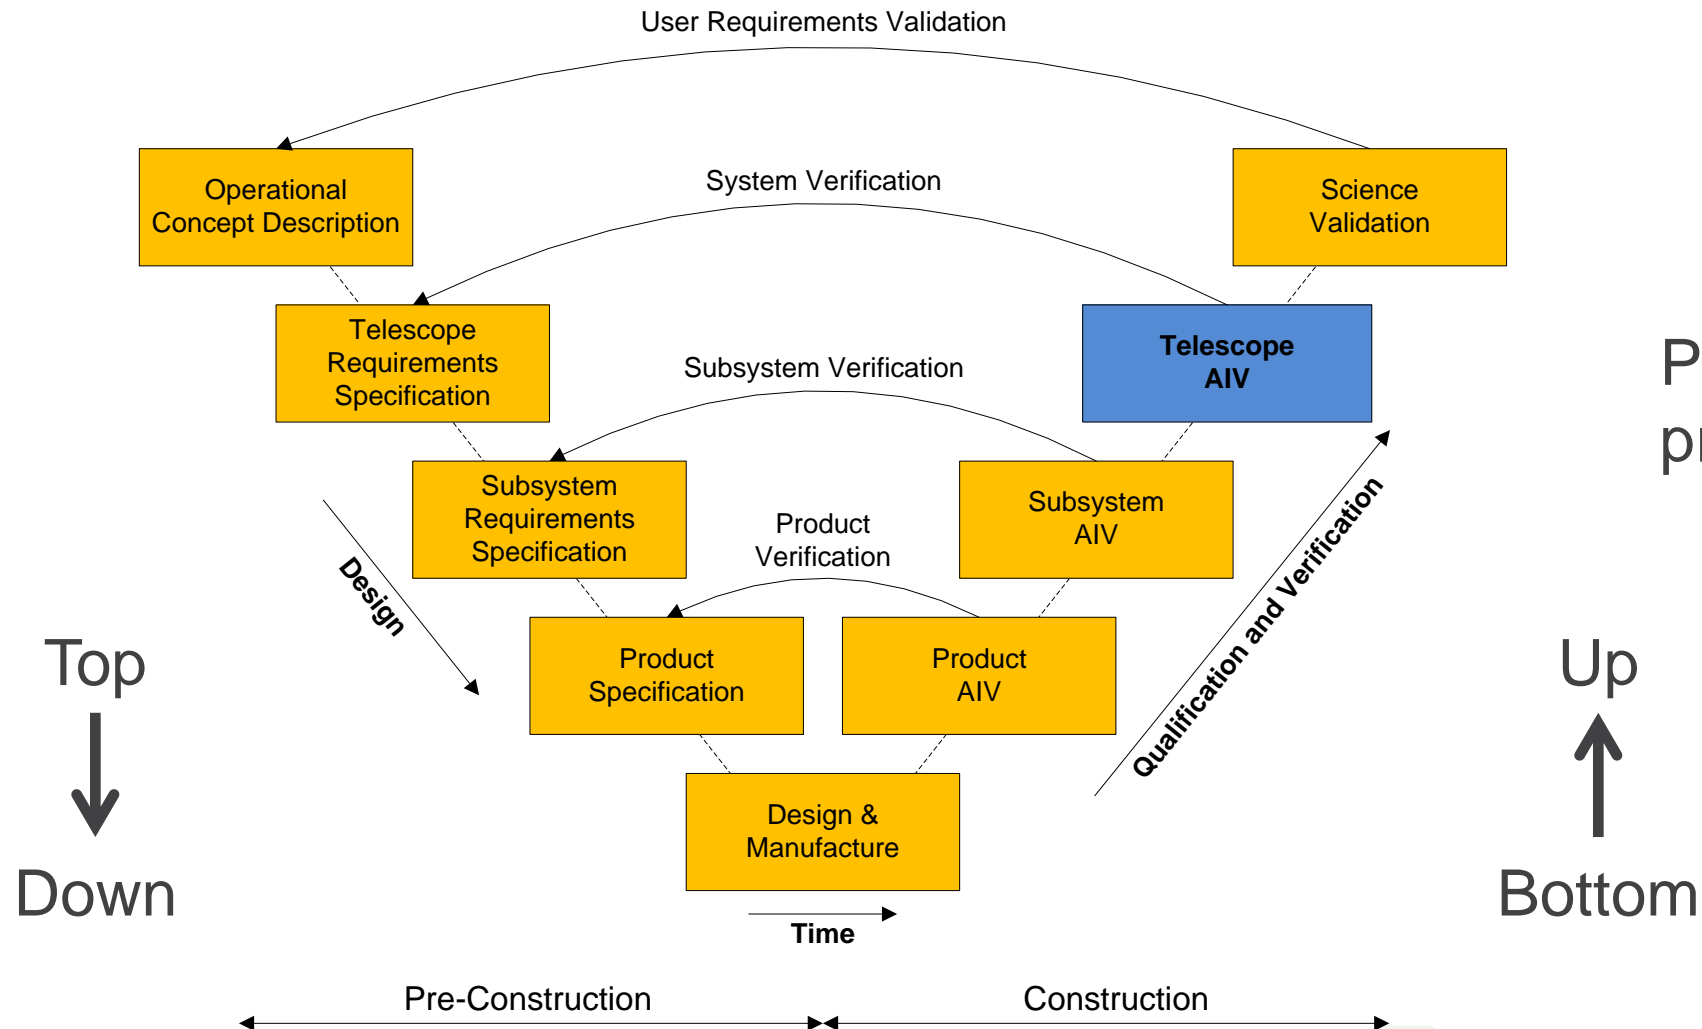 User Requirements Validation
Operational
Concept Description
Science
Validation
System Verification
Telescope
Requirements
Specification
Telescope
AIV
Subsystem Verification
Subsystem
Requirements
Specification
Subsystem
AIV
Product
Verification
Design
Qualification and Verification
Product
Specification
Product
AIV
Top
Down
Up
Bottom
Design &
Manufacture
Time
Pre-Construction
Construction